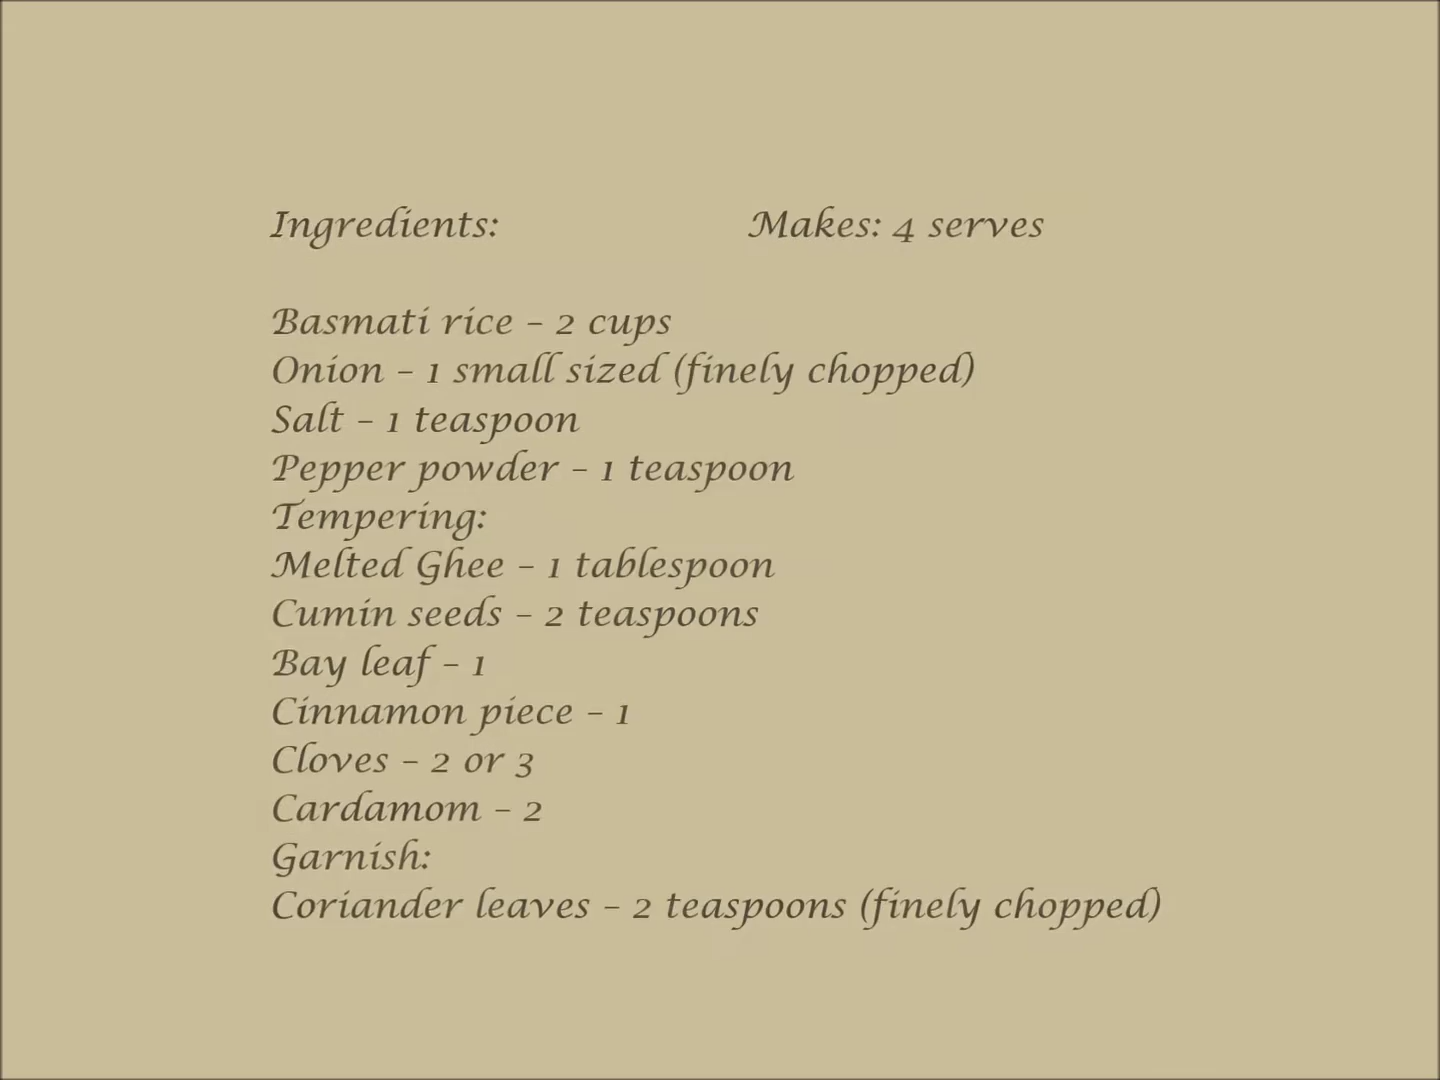 Ingredients: Makes: 4 serves
Basmati rice – 2 cups
Onion – 1 small sized (finely chopped)
Salt – 1 teaspoon
Pepper powder – 1 teaspoon
Tempering:
Melted Ghee – 1 tablespoon
Cumin seeds – 2 teaspoons
Bay leaf – 1
Cinnamon piece – 1
Cloves – 2 or 3
Cardamom – 2
Garnish:
Coriander leaves – 2 teaspoons (finely chopped)